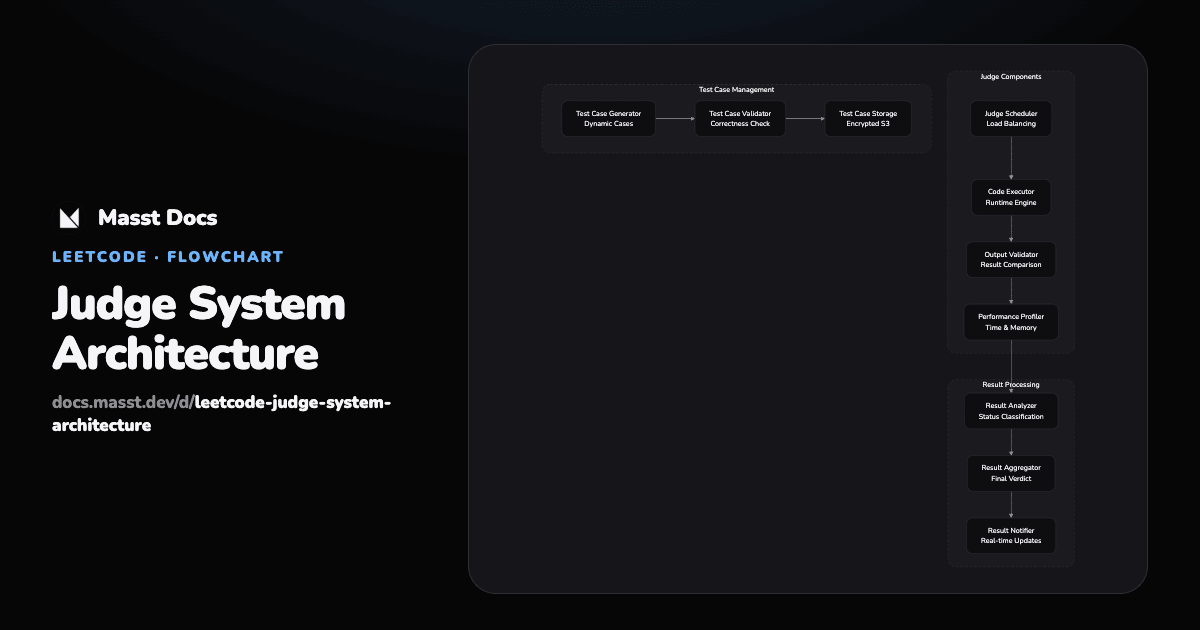 Masst Docs
LEETCODE · FLOWCHART
Judge System
Architecture
docs.masst.dev/d/leetcode-judge-system-
architecture
Test Case Management
Test Case Generator
Dynamic Cases
Test Case Validator
Correctness Check
Test Case Storage
Encrypted S3
Judge Components
Judge Scheduler
Load Balancing
Code Executor
Runtime Engine
Output Validator
Result Comparison
Performance Profiler
Time & Memory
Result Processing
Result Analyzer
Status Classification
Result Aggregator
Final Verdict
Result Notifier
Real-time Updates